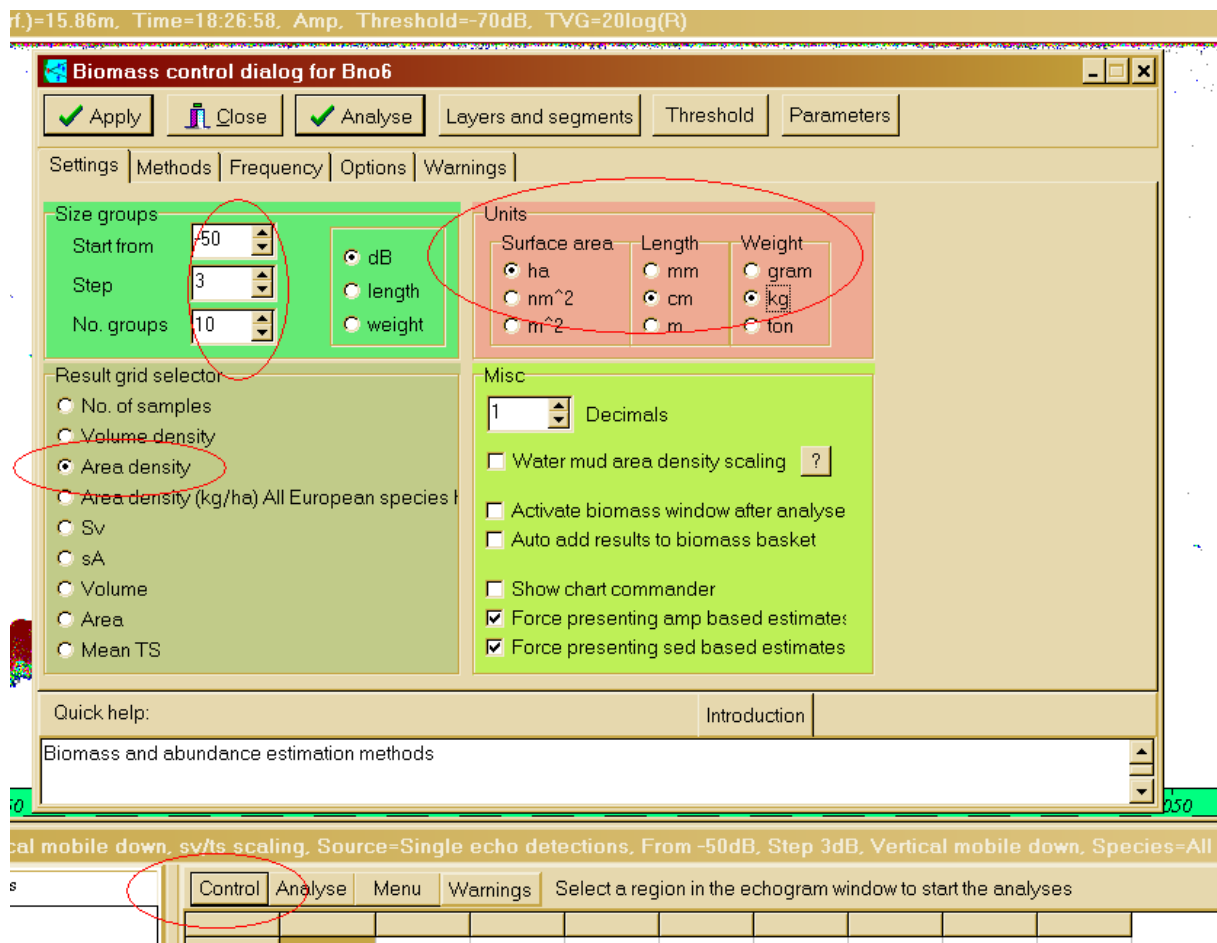 rf.)=15.86m, Time=18:26:58, Amp, Threshold=-70dB, TVG=20log(R)
Biomass control dialog for Bno6
Apply Close Analyse Layers and segments Threshold Parameters
Settings Methods Frequency Options Warnings
Size groups
Start from -50
Step 3
No. groups 10
dB
length
weight
Units
Surface area Length Weight
ha mm gram
nm^2 cm kg
m^2 m ton
Result grid selector
No. of samples
Volume density
Area density
Area density (kg/ha) All European species
Sv
sA
Volume
Area
Mean TS
Misc
1 Decimals
Water mud area density scaling ?
Activate biomass window after analyse
Auto add results to biomass basket
Show chart commander
Force presenting amp based estimates
Force presenting sed based estimates
Quick help: Introduction
Biomass and abundance estimation methods
50 050
cal mobile down, sv/ts scaling, Source=Single echo detections, From -50dB, Step 3dB, Vertical mobile down, Species=All
s Control Analyse Menu Warnings Select a region in the echogram window to start the analyses